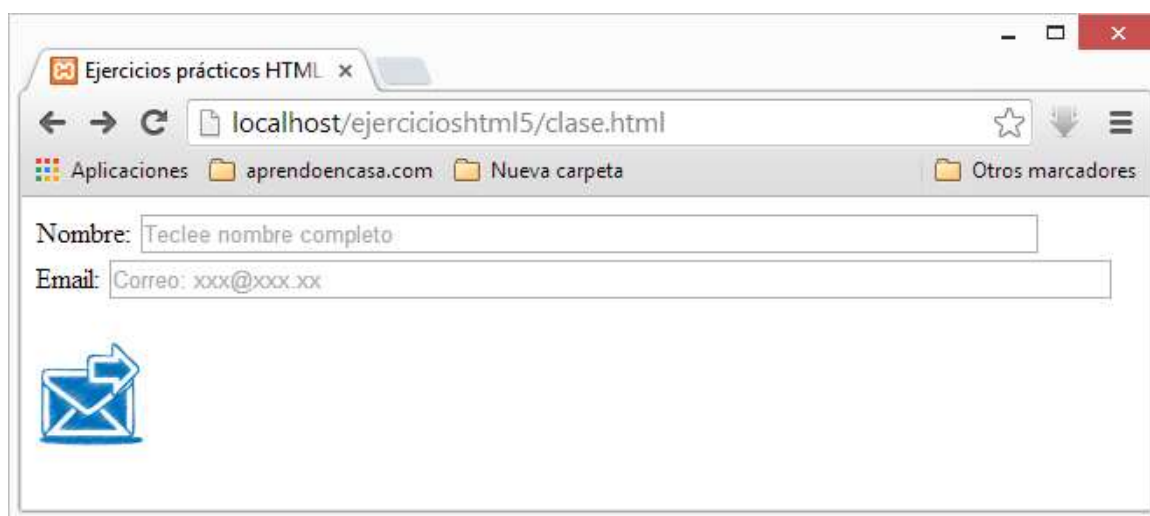 Ejercicios prácticos HTML
localhost/ejercicioshtml5/clase.html
Aplicaciones aprendoencasa.com Nueva carpeta Otros marcadores
Nombre: Teclee nombre completo
Email: Correo: xxx@xxx.xx